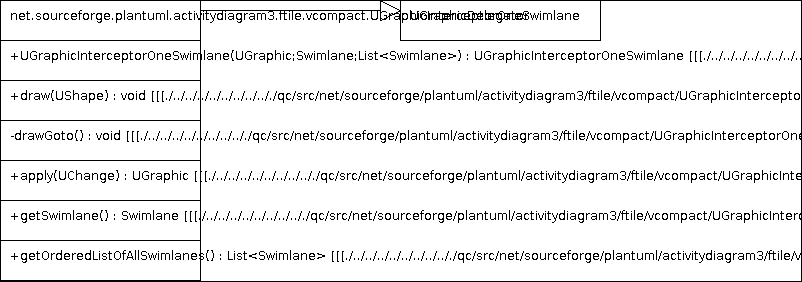 net.sourceforge.plantuml.activitydiagram3.ftile.vcompact.UGraphicInterceptorOneSwimlane
UGraphicDelegator
+UGraphicInterceptorOneSwimlane(UGraphic;Swimlane;List<Swimlane>) : UGraphicInterceptorOneSwimlane [[[./../../../../../../..
+draw(UShape) : void [[[./../../../../../../../../../../qc/src/net/sourceforge/plantuml/activitydiagram3/ftile/vcompact/UGraphicIntercepto
-drawGoto() : void [[[./../../../../../../../../../../qc/src/net/sourceforge/plantuml/activitydiagram3/ftile/vcompact/UGraphicInterceptorOne
+apply(UChange) : UGraphic [[[./../../../../../../../../../../qc/src/net/sourceforge/plantuml/activitydiagram3/ftile/vcompact/UGraphicInter
+getSwimlane() : Swimlane [[[./../../../../../../../../../../qc/src/net/sourceforge/plantuml/activitydiagram3/ftile/vcompact/UGraphicInterc
+getOrderedListOfAllSwimlanes() : List<Swimlane> [[[./../../../../../../../../../../qc/src/net/sourceforge/plantuml/activitydiagram3/ftile/v